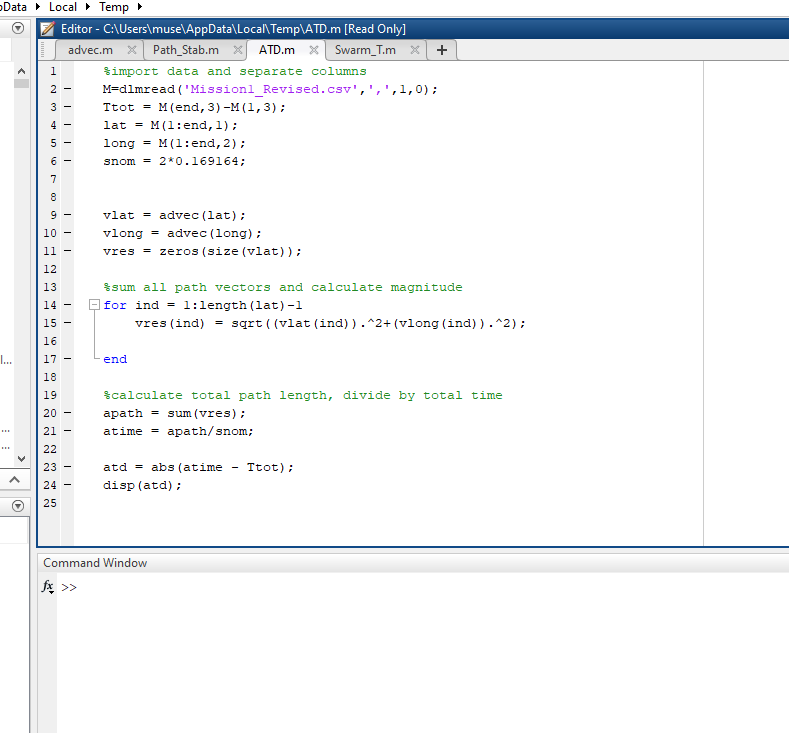 pData ▸ Local ▸ Temp ▸
Editor - C:\Users\muse\AppData\Local\Temp\ATD.m [Read Only]
advec.m × Path_Stab.m × ATD.m × Swarm_T.m × +
1 %import data and separate columns
2 – M=dlmread('Mission1_Revised.csv',',',1,0);
3 – Ttot = M(end,3)-M(1,3);
4 – lat = M(1:end,1);
5 – long = M(1:end,2);
6 – snom = 2*0.169164;
7
8
9 – vlat = advec(lat);
10 – vlong = advec(long);
11 – vres = zeros(size(vlat));
12
13 %sum all path vectors and calculate magnitude
14 – for ind = 1:length(lat)-1
15 – vres(ind) = sqrt((vlat(ind)).^2+(vlong(ind)).^2);
16
17 – end
18
19 %calculate total path length, divide by total time
20 – apath = sum(vres);
21 – atime = apath/snom;
22
23 – atd = abs(atime - Ttot);
24 – disp(atd);
25
l...
...
...
Command Window
fx >>